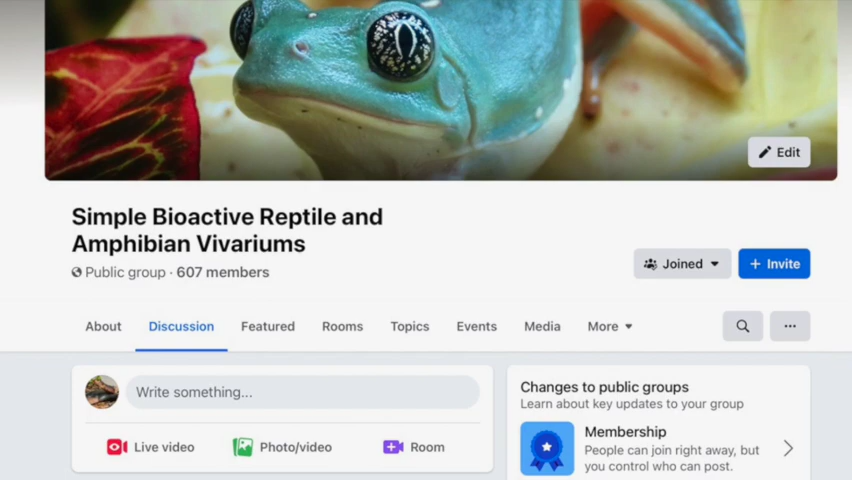 Edit
Simple Bioactive Reptile and
Amphibian Vivariums
Public group · 607 members
Joined
+ Invite
About Discussion Featured Rooms Topics Events Media More
Write something...
Live video Photo/video Room
Changes to public groups
Learn about key updates to your group
Membership
People can join right away, but
you control who can post.